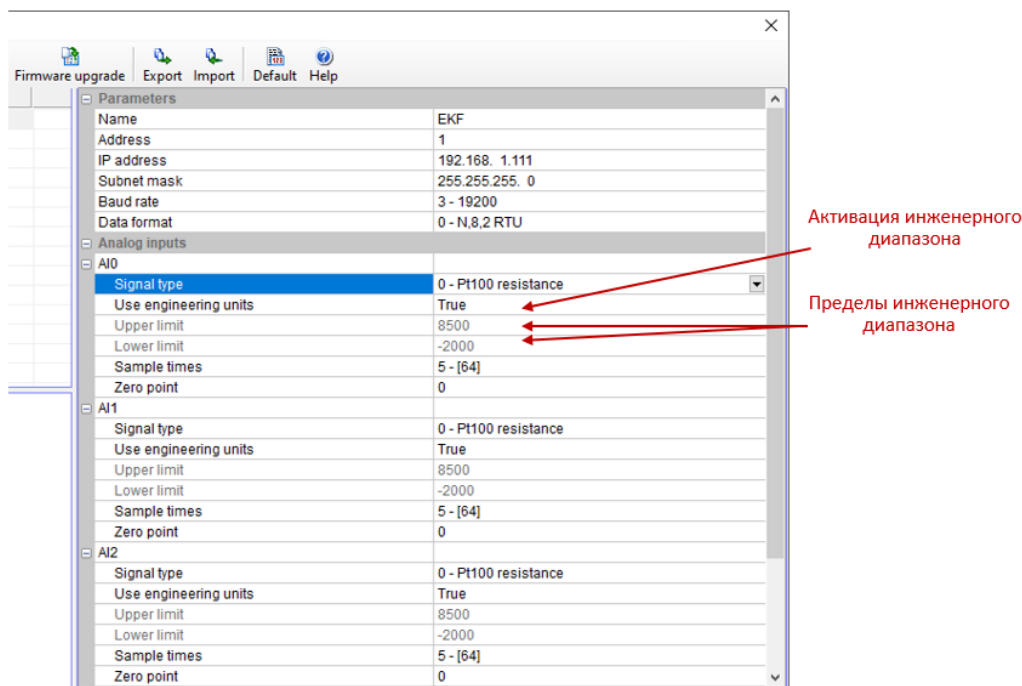 Firmware upgrade Export Import Default Help
Parameters
Name EKF
Address 1
IP address 192.168. 1.111
Subnet mask 255.255.255. 0
Baud rate 3 - 19200
Data format 0 - N,8,2 RTU
Analog inputs
AI0
Signal type 0 - Pt100 resistance
Use engineering units True
Upper limit 8500
Lower limit -2000
Sample times 5 - [64]
Zero point 0
AI1
Signal type 0 - Pt100 resistance
Use engineering units True
Upper limit 8500
Lower limit -2000
Sample times 5 - [64]
Zero point 0
AI2
Signal type 0 - Pt100 resistance
Use engineering units True
Upper limit 8500
Lower limit -2000
Sample times 5 - [64]
Zero point 0
Активация инженерного
диапазона
Пределы инженерного
диапазона